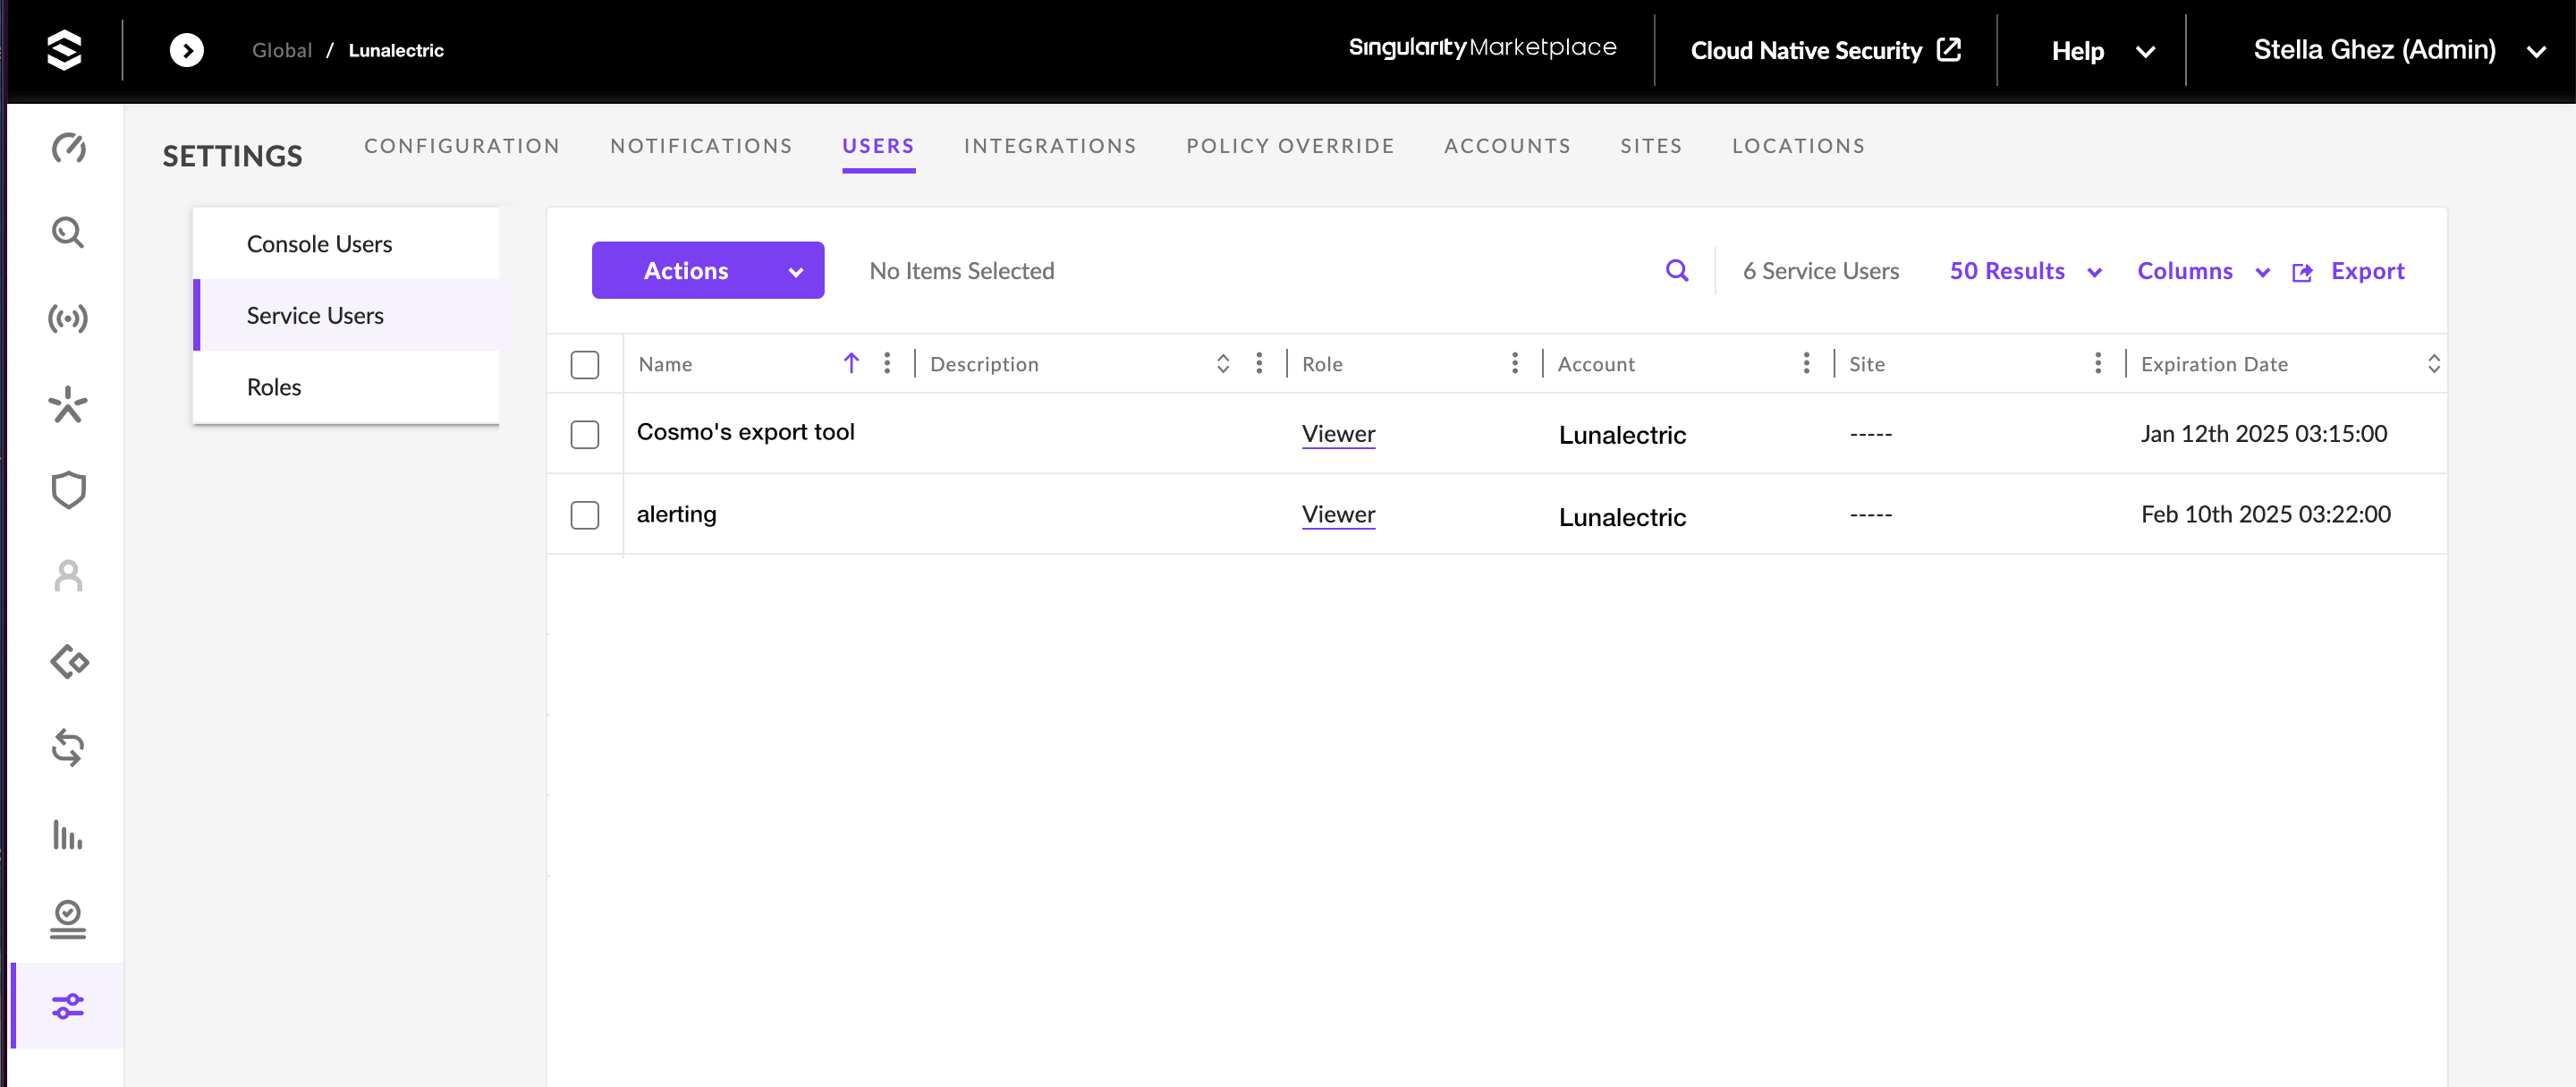 Global / Lunalectric
Singularity Marketplace
Cloud Native Security
Help
Stella Ghez (Admin)
SETTINGS
CONFIGURATION
NOTIFICATIONS
USERS
INTEGRATIONS
POLICY OVERRIDE
ACCOUNTS
SITES
LOCATIONS
Console Users
Service Users
Roles
Actions
No Items Selected
6 Service Users
50 Results
Columns
Export
Name
Description
Role
Account
Site
Expiration Date
Cosmo's export tool
Viewer
Lunalectric
-----
Jan 12th 2025 03:15:00
alerting
Viewer
Lunalectric
-----
Feb 10th 2025 03:22:00